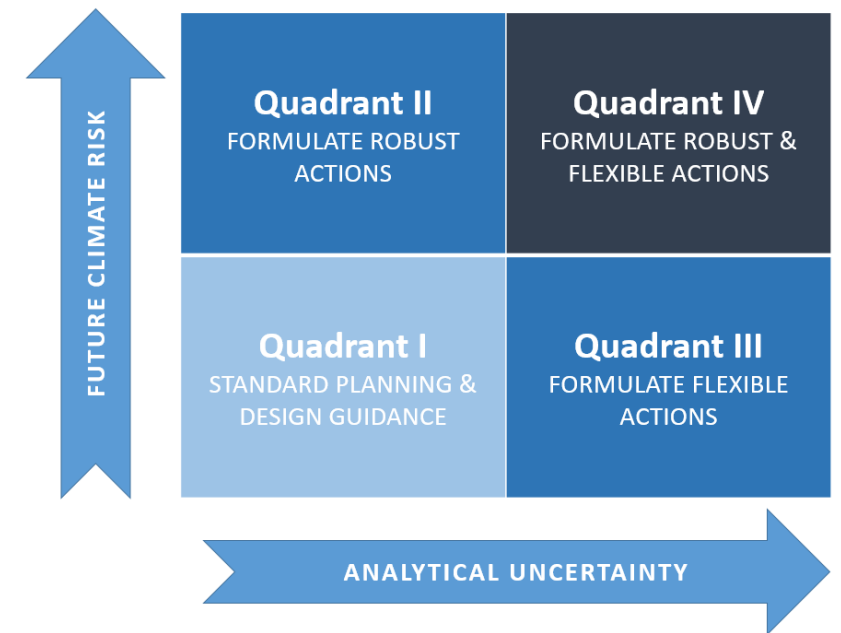 FUTURE CLIMATE RISK
Quadrant II
FORMULATE ROBUST
ACTIONS
Quadrant IV
FORMULATE ROBUST &
FLEXIBLE ACTIONS
Quadrant I
STANDARD PLANNING &
DESIGN GUIDANCE
Quadrant III
FORMULATE FLEXIBLE
ACTIONS
ANALYTICAL UNCERTAINTY